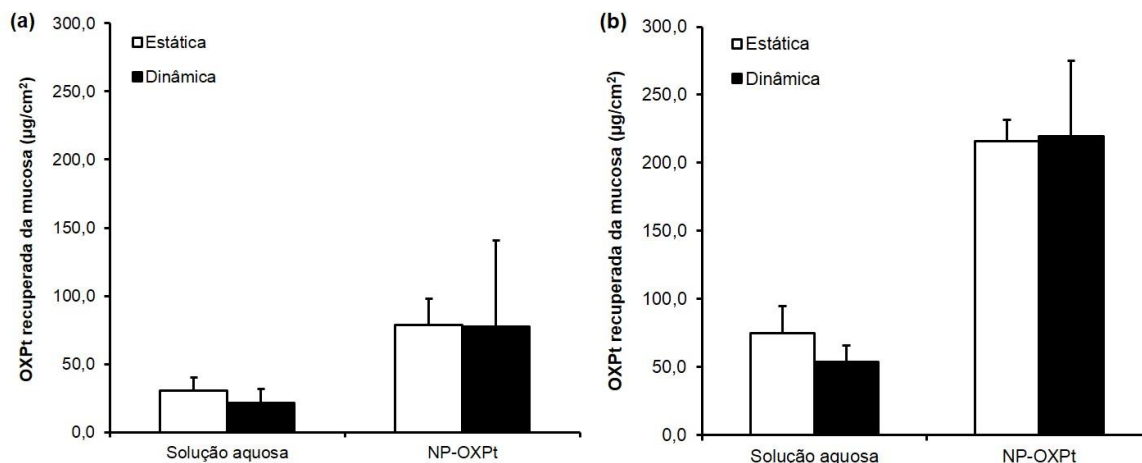 (a)
OXPt recuperada da mucosa (µg/cm²)
300,0
250,0
200,0
150,0
100,0
50,0
0,0
Estática
Dinâmica
Solução aquosa
NP-OXPt
(b)
OXPt recuperada da mucosa (µg/cm²)
300,0
250,0
200,0
150,0
100,0
50,0
0,0
Estática
Dinâmica
Solução aquosa
NP-OXPt